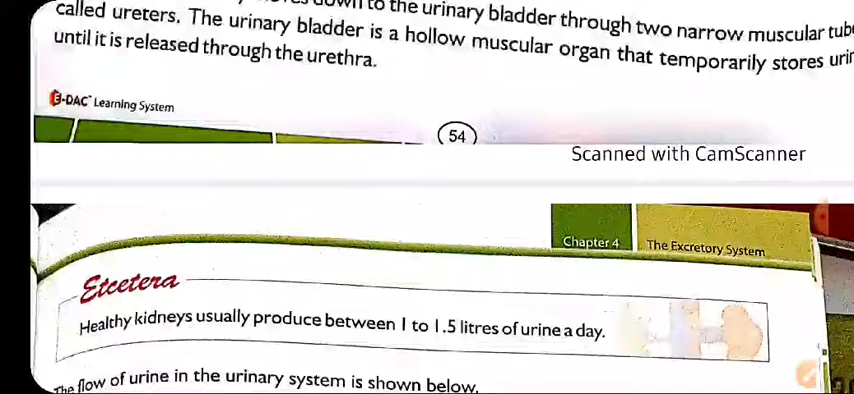 down to the urinary bladder through two narrow muscular
called ureters. The urinary bladder is a hollow muscular organ that temporarily stores
until it is released through the urethra.
B-DAC™ Learning System
54
Scanned with CamScanner
Chapter 4 The Excretory System
Etcetera
Healthy kidneys usually produce between 1 to 1.5 litres of urine a day.
The flow of urine in the urinary system is shown below.